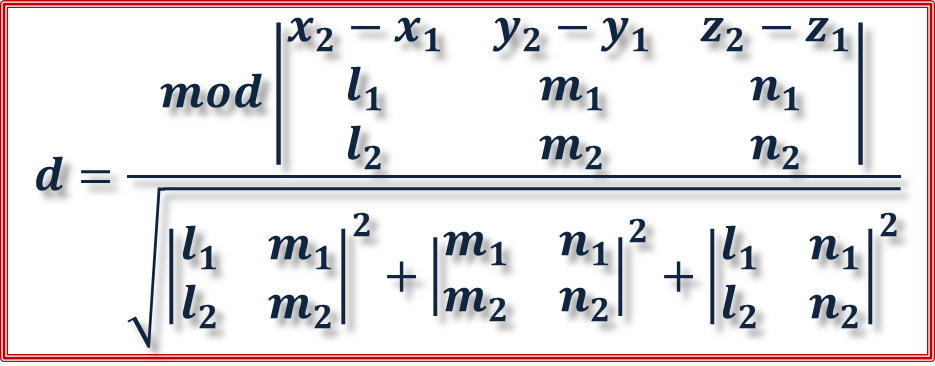 x₂ − x₁ y₂ − y₁ z₂ − z₁
mod | l₁ m₁ n₁ |
l₂ m₂ n₂
d =
√ | l₁ m₁ |² + | m₁ n₁ |² + | l₁ n₁ |²
l₂ m₂ m₂ n₂ l₂ n₂